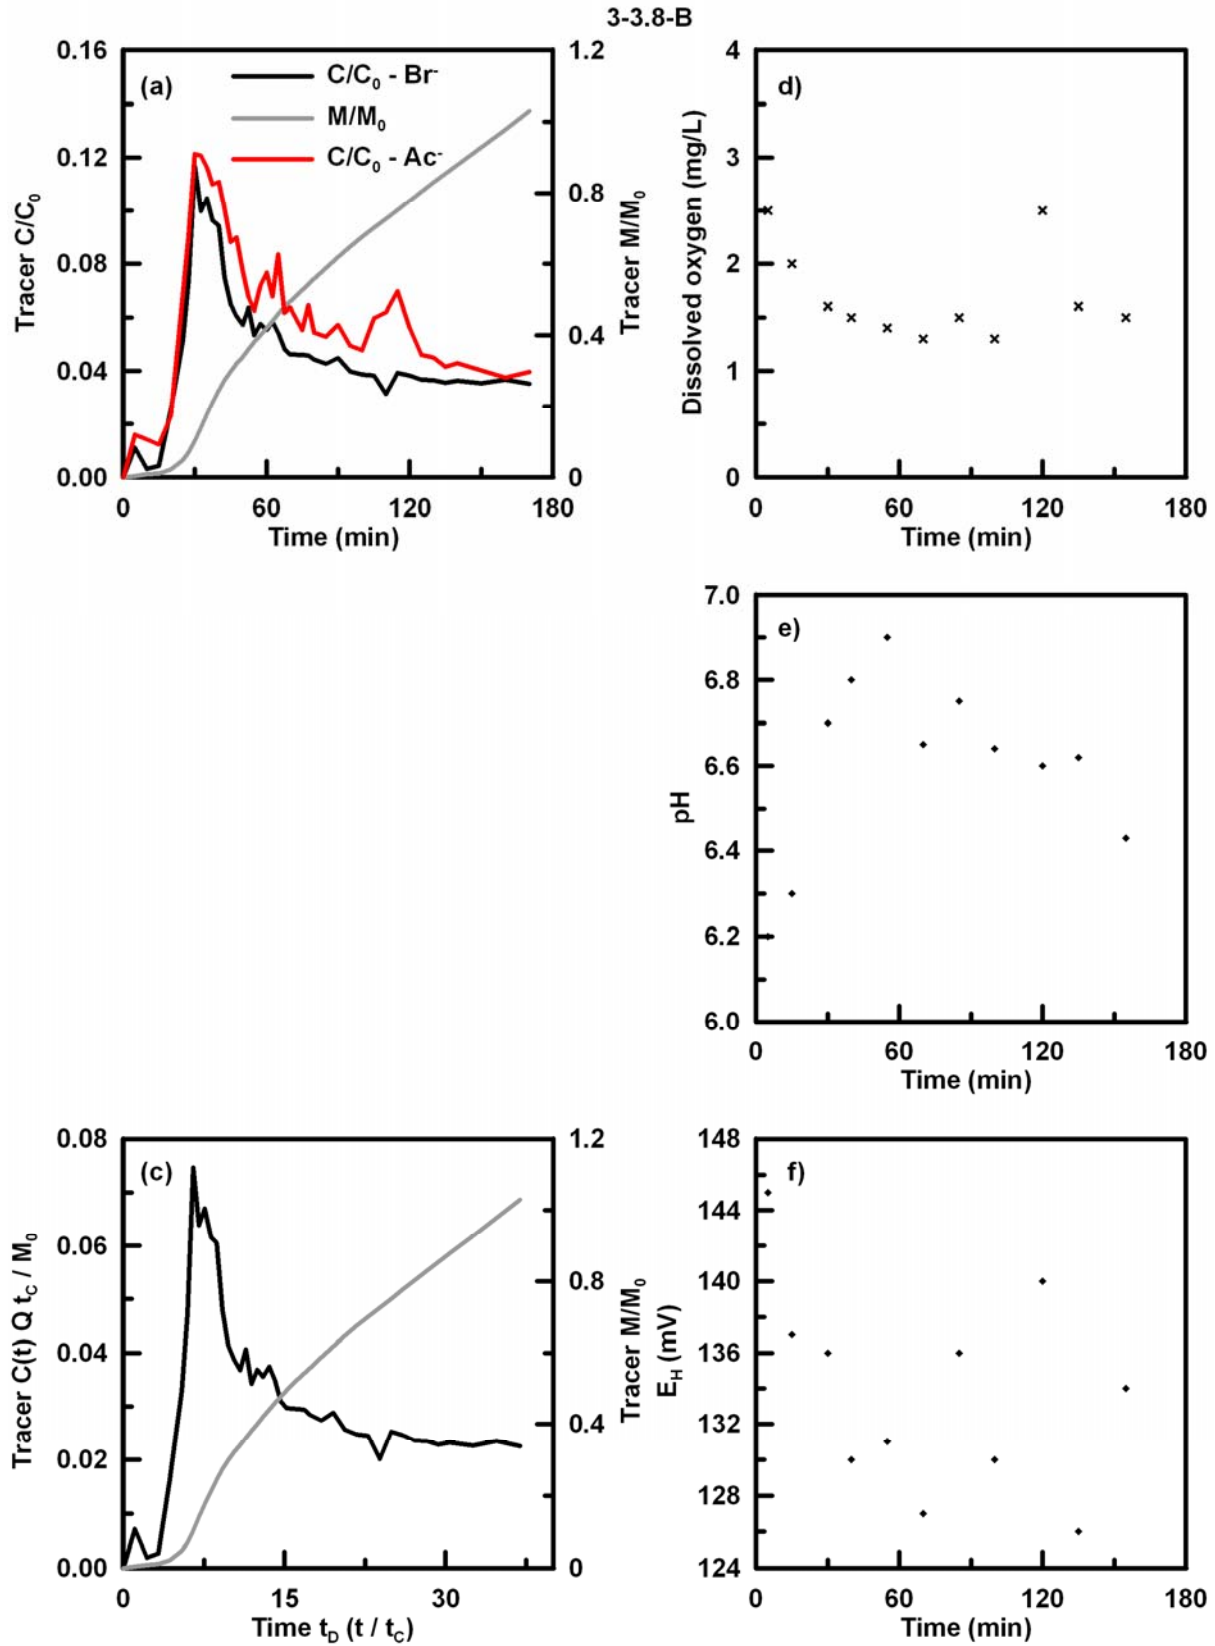 3-3.8-B
(a)
C/C0 - Br-
M/M0
C/C0 - Ac-
0.16
0.12
0.08
0.04
0.00
Tracer C/C0
1.2
0.8
0.4
0
Tracer M/M0
0 60 120 180
Time (min)
d)
4
3
2
1
0
Dissolved oxygen (mg/L)
0 60 120 180
Time (min)
e)
7.0
6.8
6.6
6.4
6.2
6.0
pH
0 60 120 180
Time (min)
(c)
0.08
0.06
0.04
0.02
0.00
Tracer C(t) Q tC / M0
1.2
0.8
0.4
0
Tracer M/M0
0 15 30
Time tD (t / tC)
f)
148
144
140
136
132
128
124
EH (mV)
0 60 120 180
Time (min)